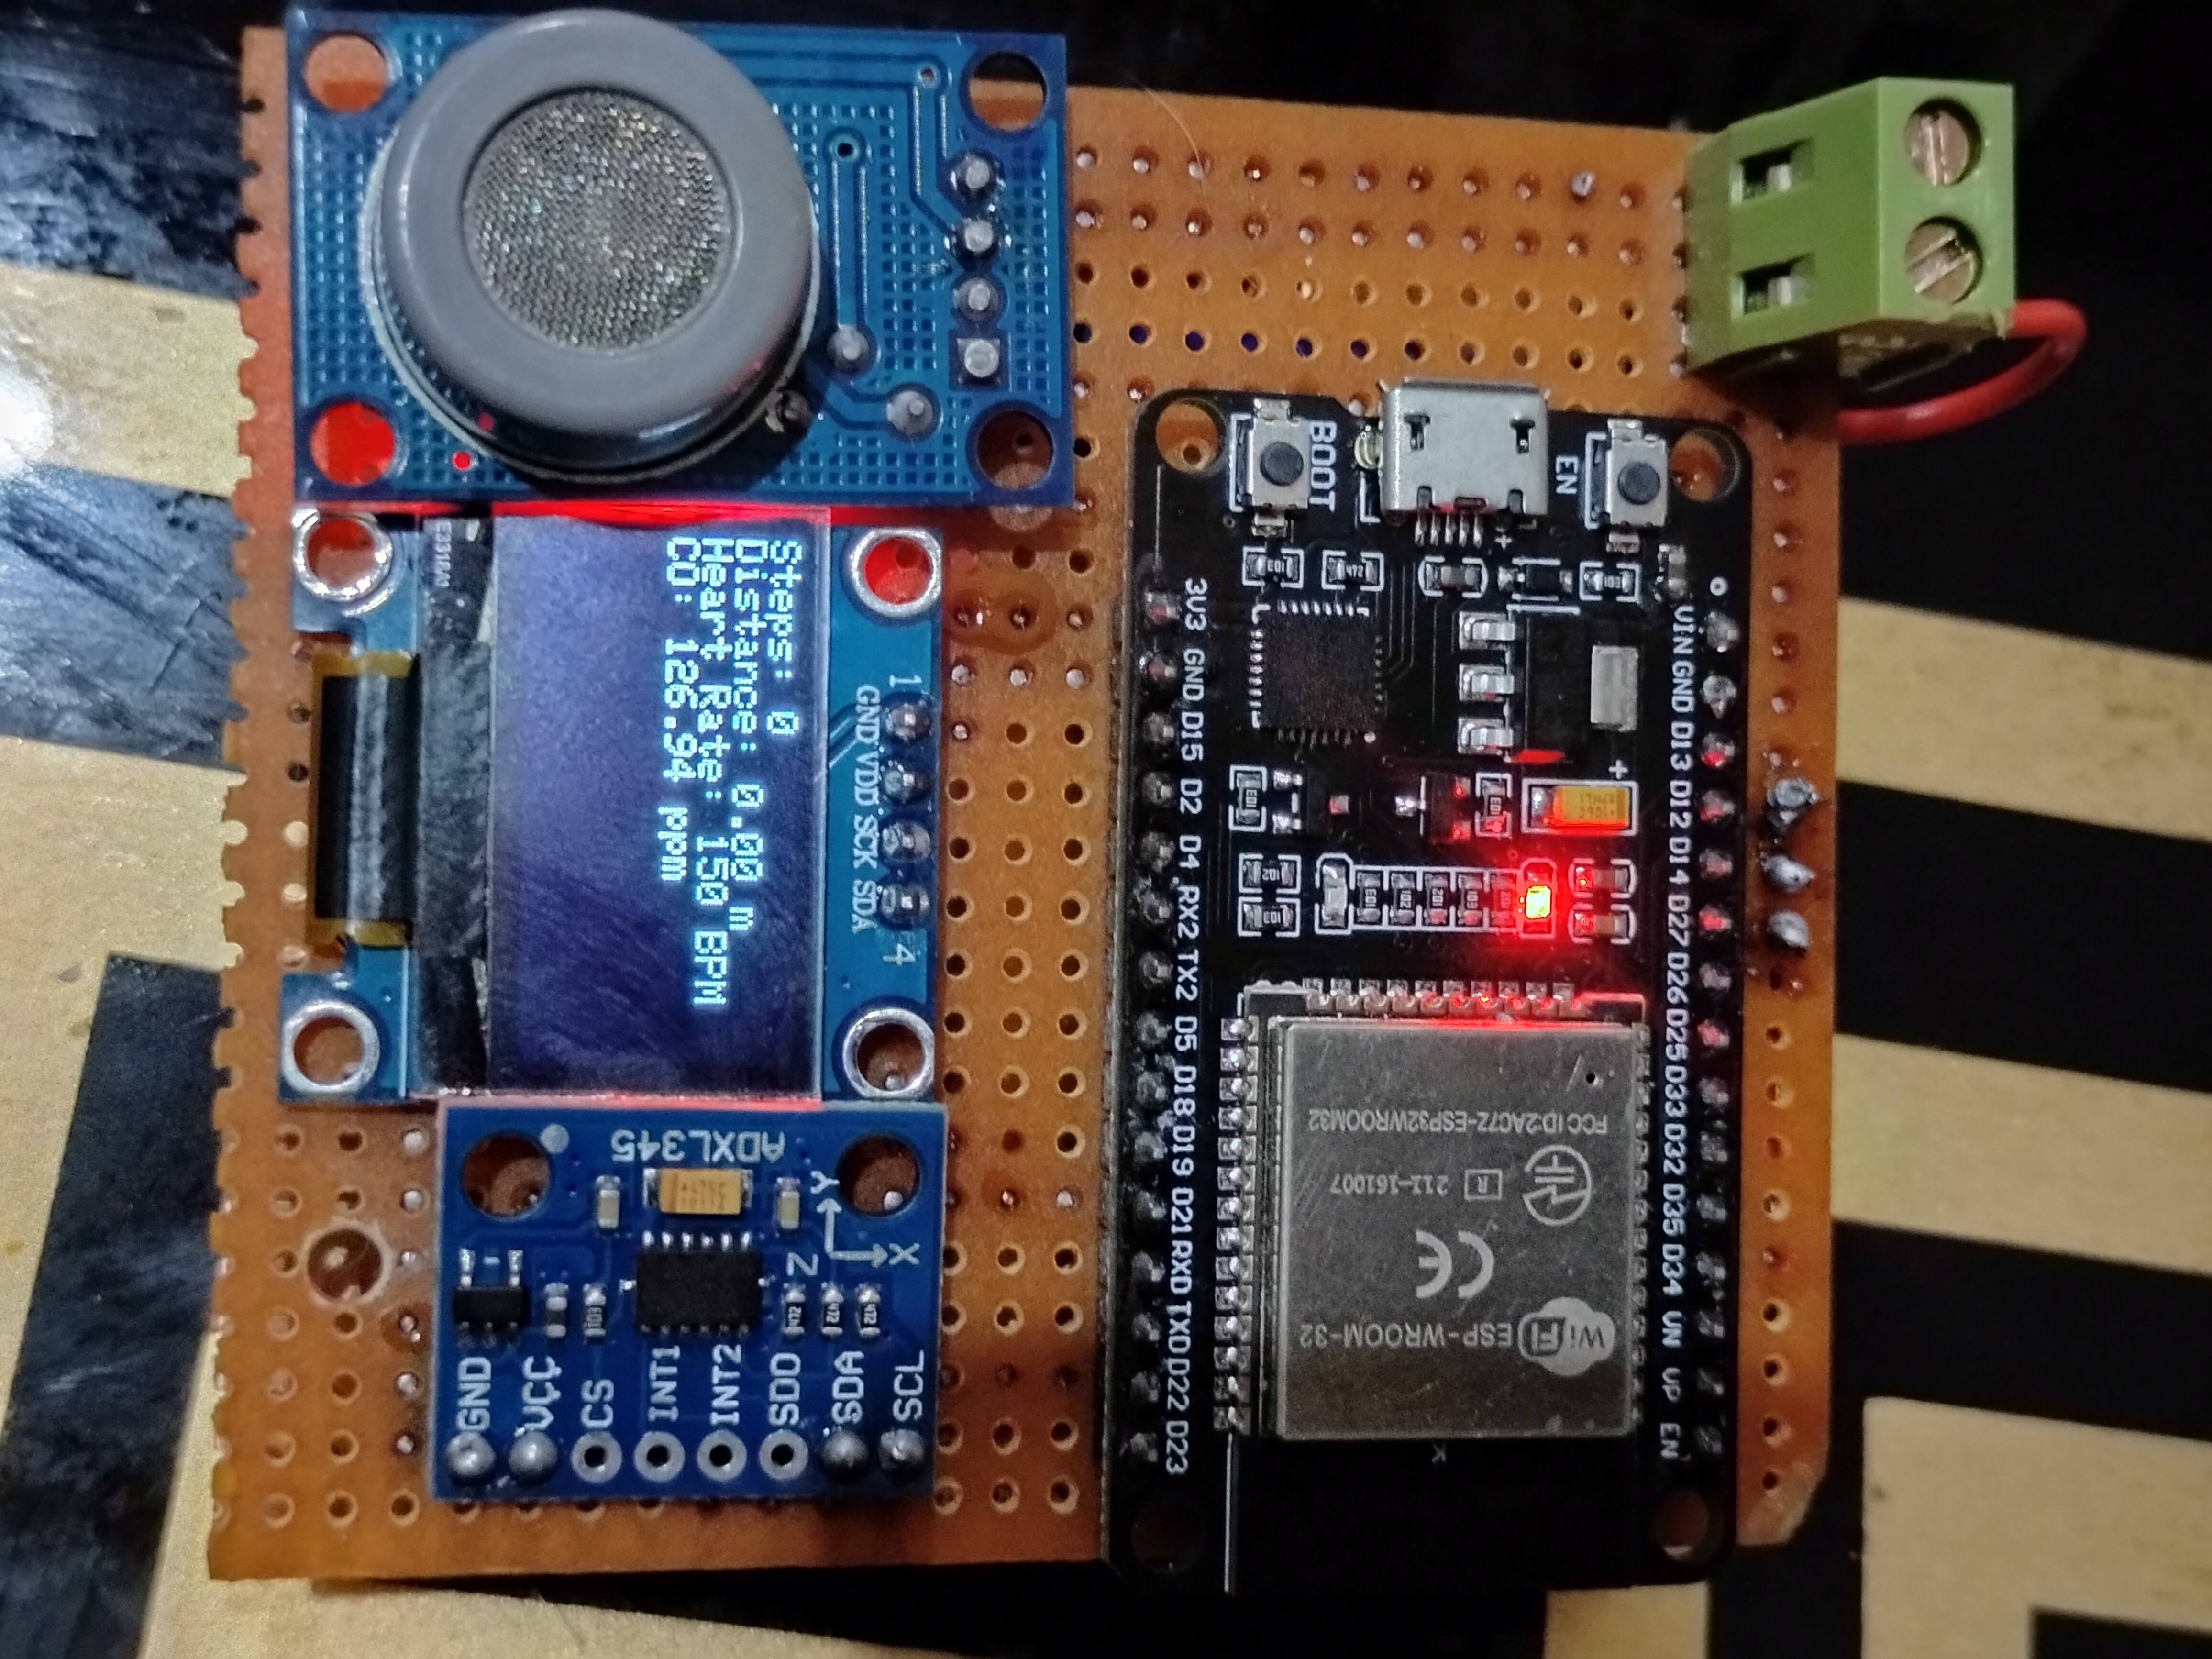 Steps: 0
Distance: 0.00 m
Heart Rate: 150 BPM
CO: 126.94 ppm
1
GND VDD SCK SDA
4
ADXL345
Y
X
Z
GND
VCC
CS
INT1
INT2
SDO
SDA
SCL
BOOT
EN
3V3 GND D15 D2 D4 RX2 TX2 D5 D18 D19 D21 RXD TXD D22 D23
VIN GND D13 D12 D14 D27 D26 D25 D33 D32 D35 D34 VN VP EN
FCC ID:2AC7Z-ESP32WROOM32
R 211-161007
CE
WiFi ESP-WROOM-32